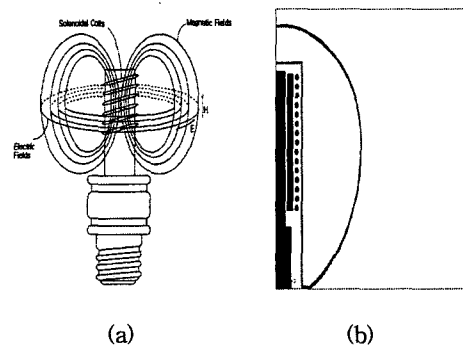 Solenoidal Coils
Magnetic Fields
H
E
Electric
Fields
(a)
(b)